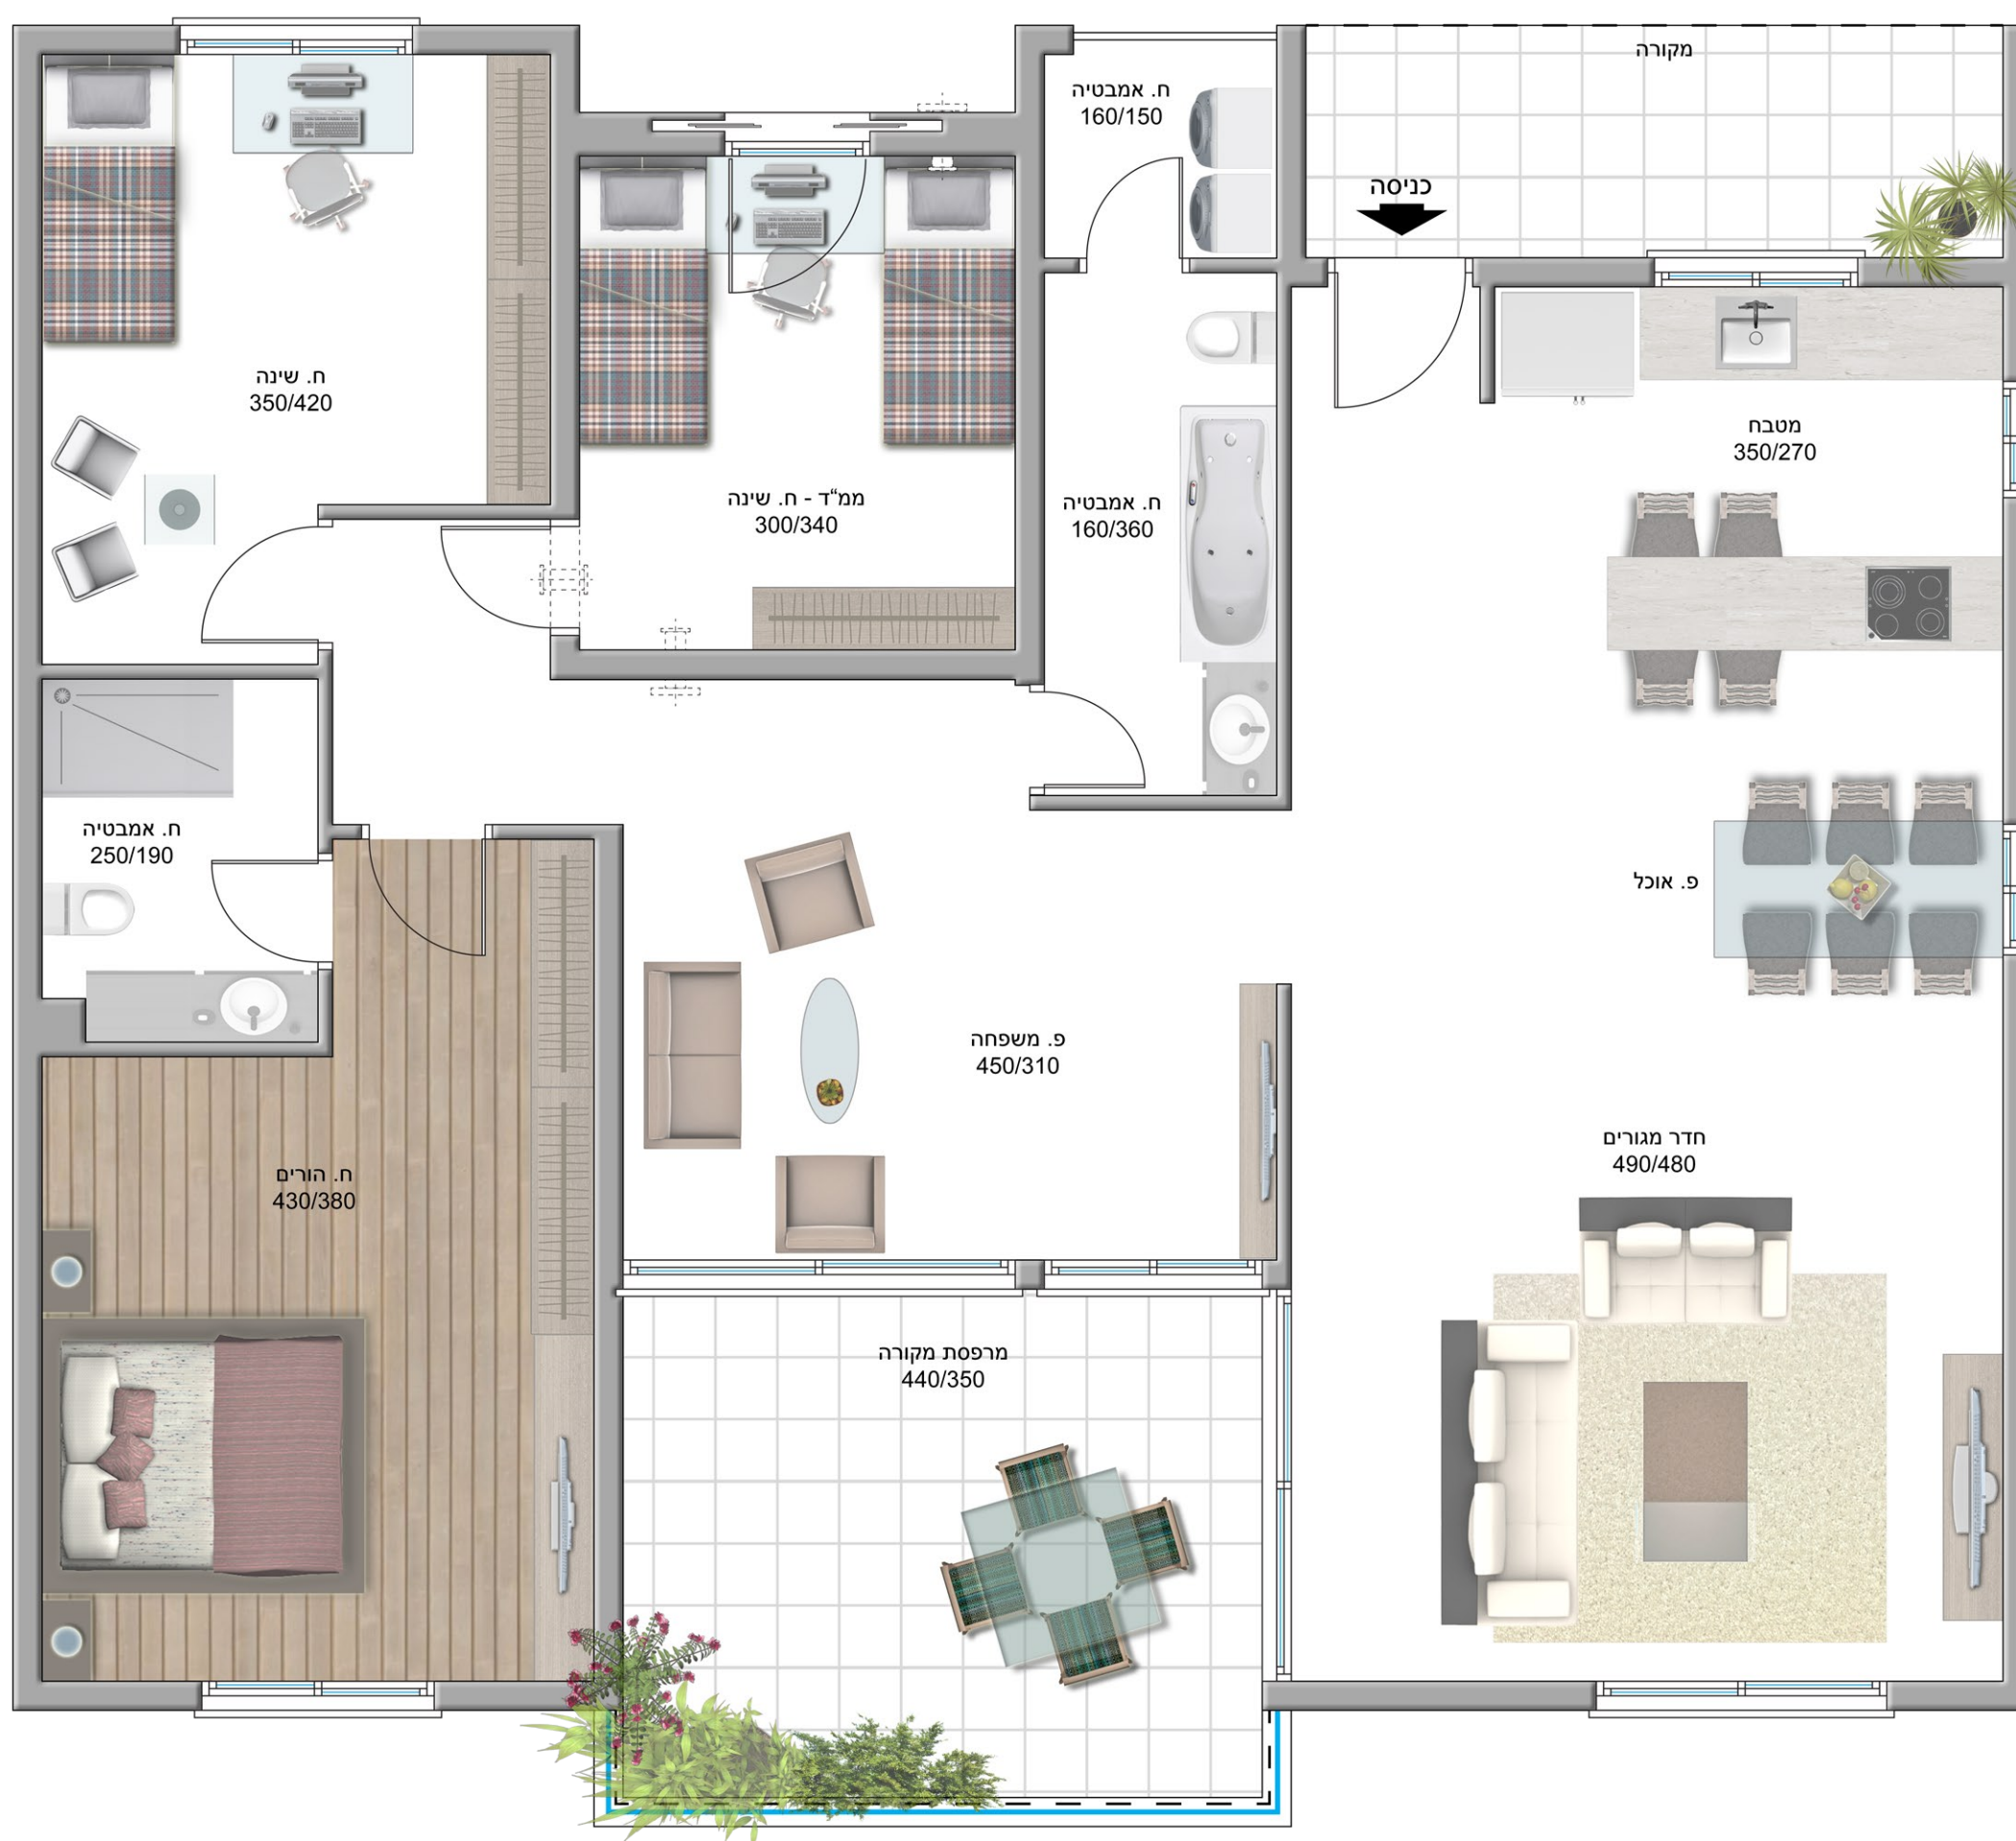 מקורה
ח. אמבטיה
160/150
כניסה
ח. שינה
350/420
מטבח
350/270
ממ“ד - ח. שינה
300/340
ח. אמבטיה
160/360
ח. אמבטיה
250/190
פ. אוכל
פ. משפחה
450/310
חדר מגורים
490/480
ח. הורים
430/380
מרפסת מקורה
440/350